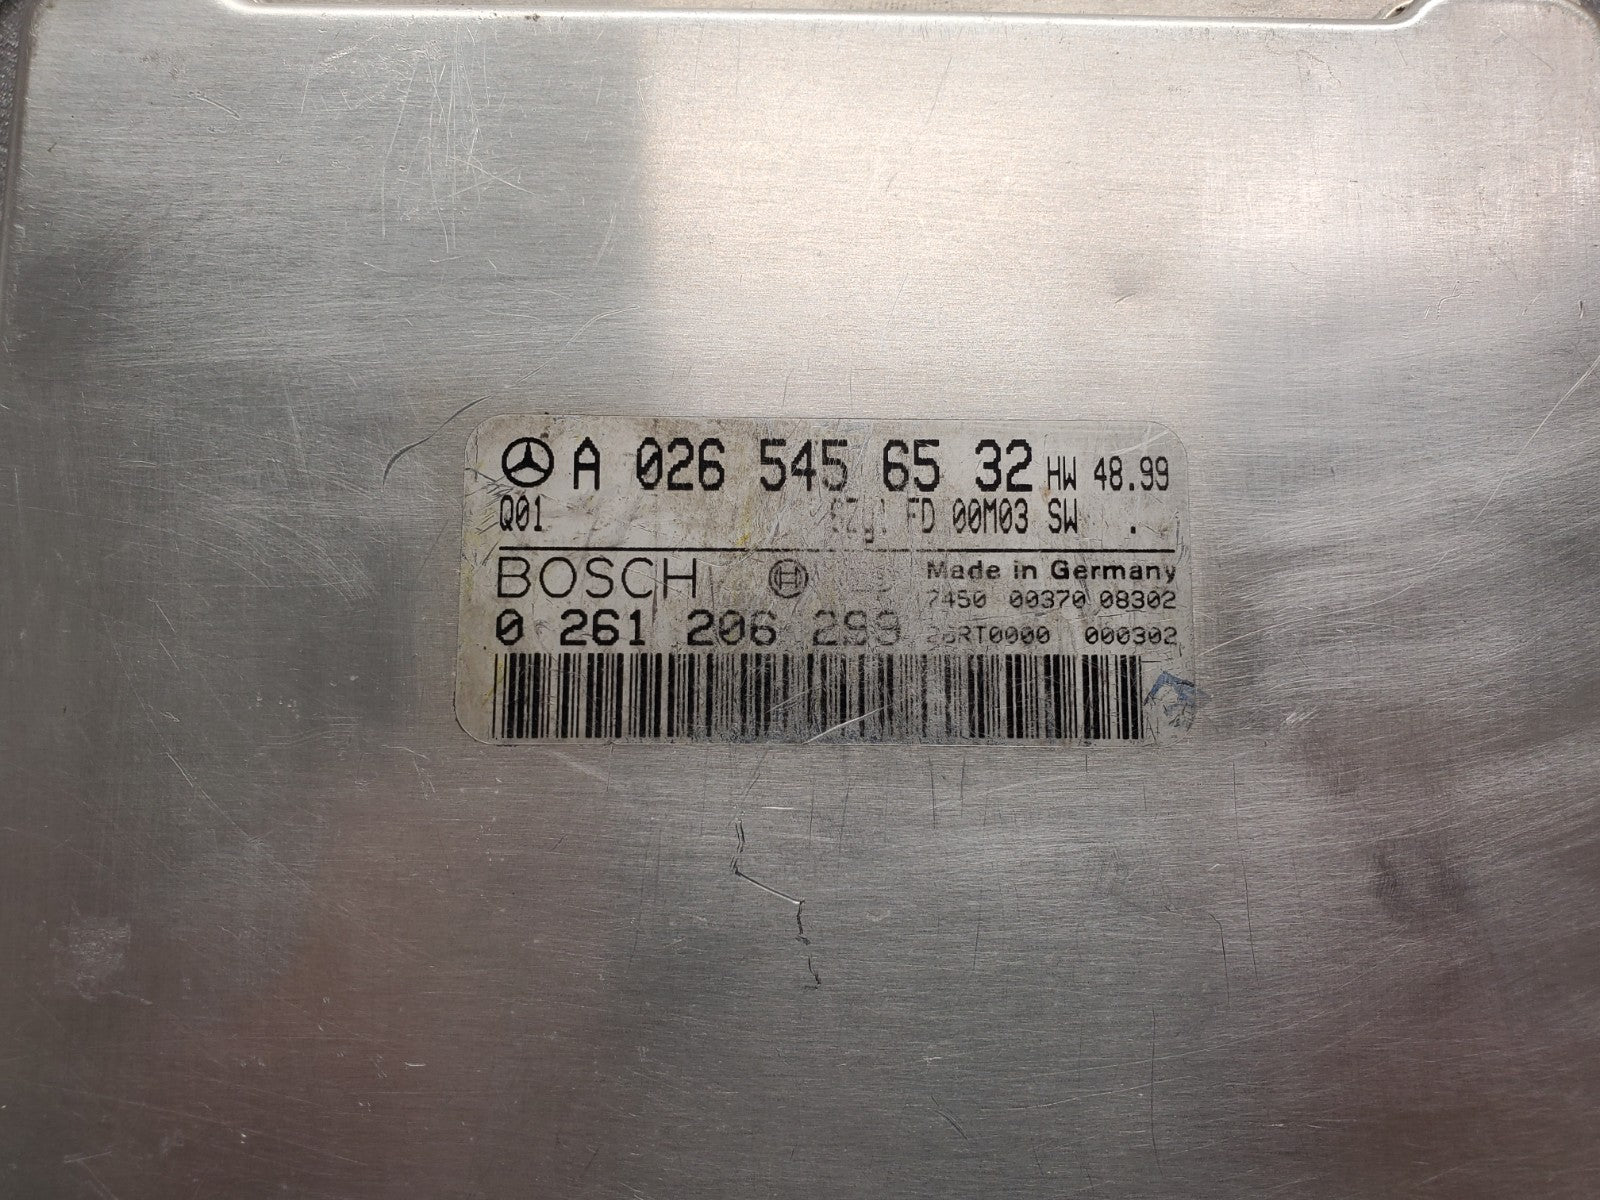 A 026 545 65 32 HW 48.99
Q01 FD 00M03 SW .
BOSCH
Made in Germany
7450 00370 08302
0 261 206 299
000302